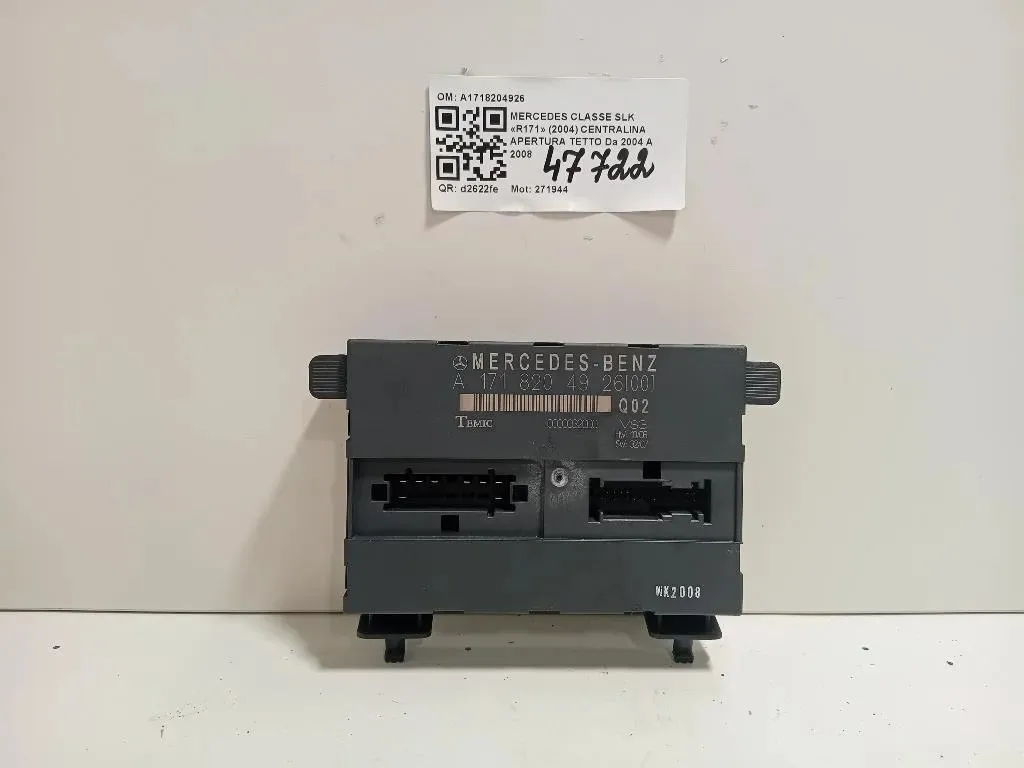 OM: A1718204926
MERCEDES CLASSE SLK
«R171» (2004) CENTRALINA
APERTURA TETTO Da 2004 A
2008
47722
QR: d2622fe Mot: 271944
MERCEDES-BENZ
A 171 820 49 26[00]
Q02
TEMIC
WK2008